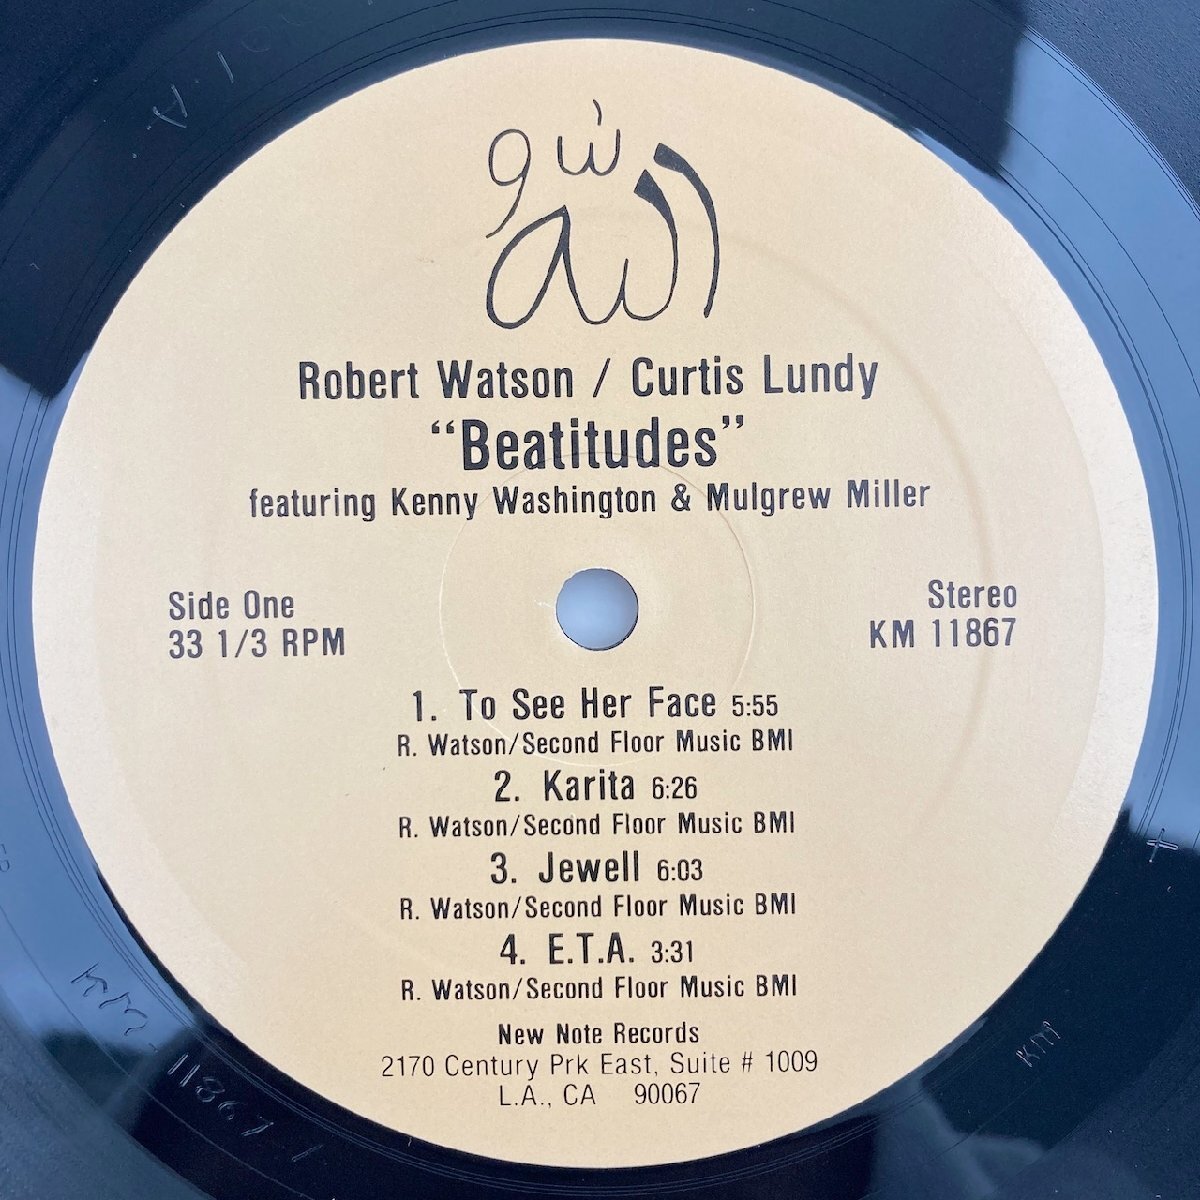 الله
Robert Watson / Curtis Lundy
“Beatitudes”
featuring Kenny Washington & Mulgrew Miller
Side One
33 1/3 RPM
Stereo
KM 11867
1. To See Her Face 5:55
R. Watson/Second Floor Music BMI
2. Karita 6:26
R. Watson/Second Floor Music BMI
3. Jewell 6:03
R. Watson/Second Floor Music BMI
4. E.T.A. 3:31
R. Watson/Second Floor Music BMI
New Note Records
2170 Century Prk East, Suite # 1009
L.A., CA 90067
KM